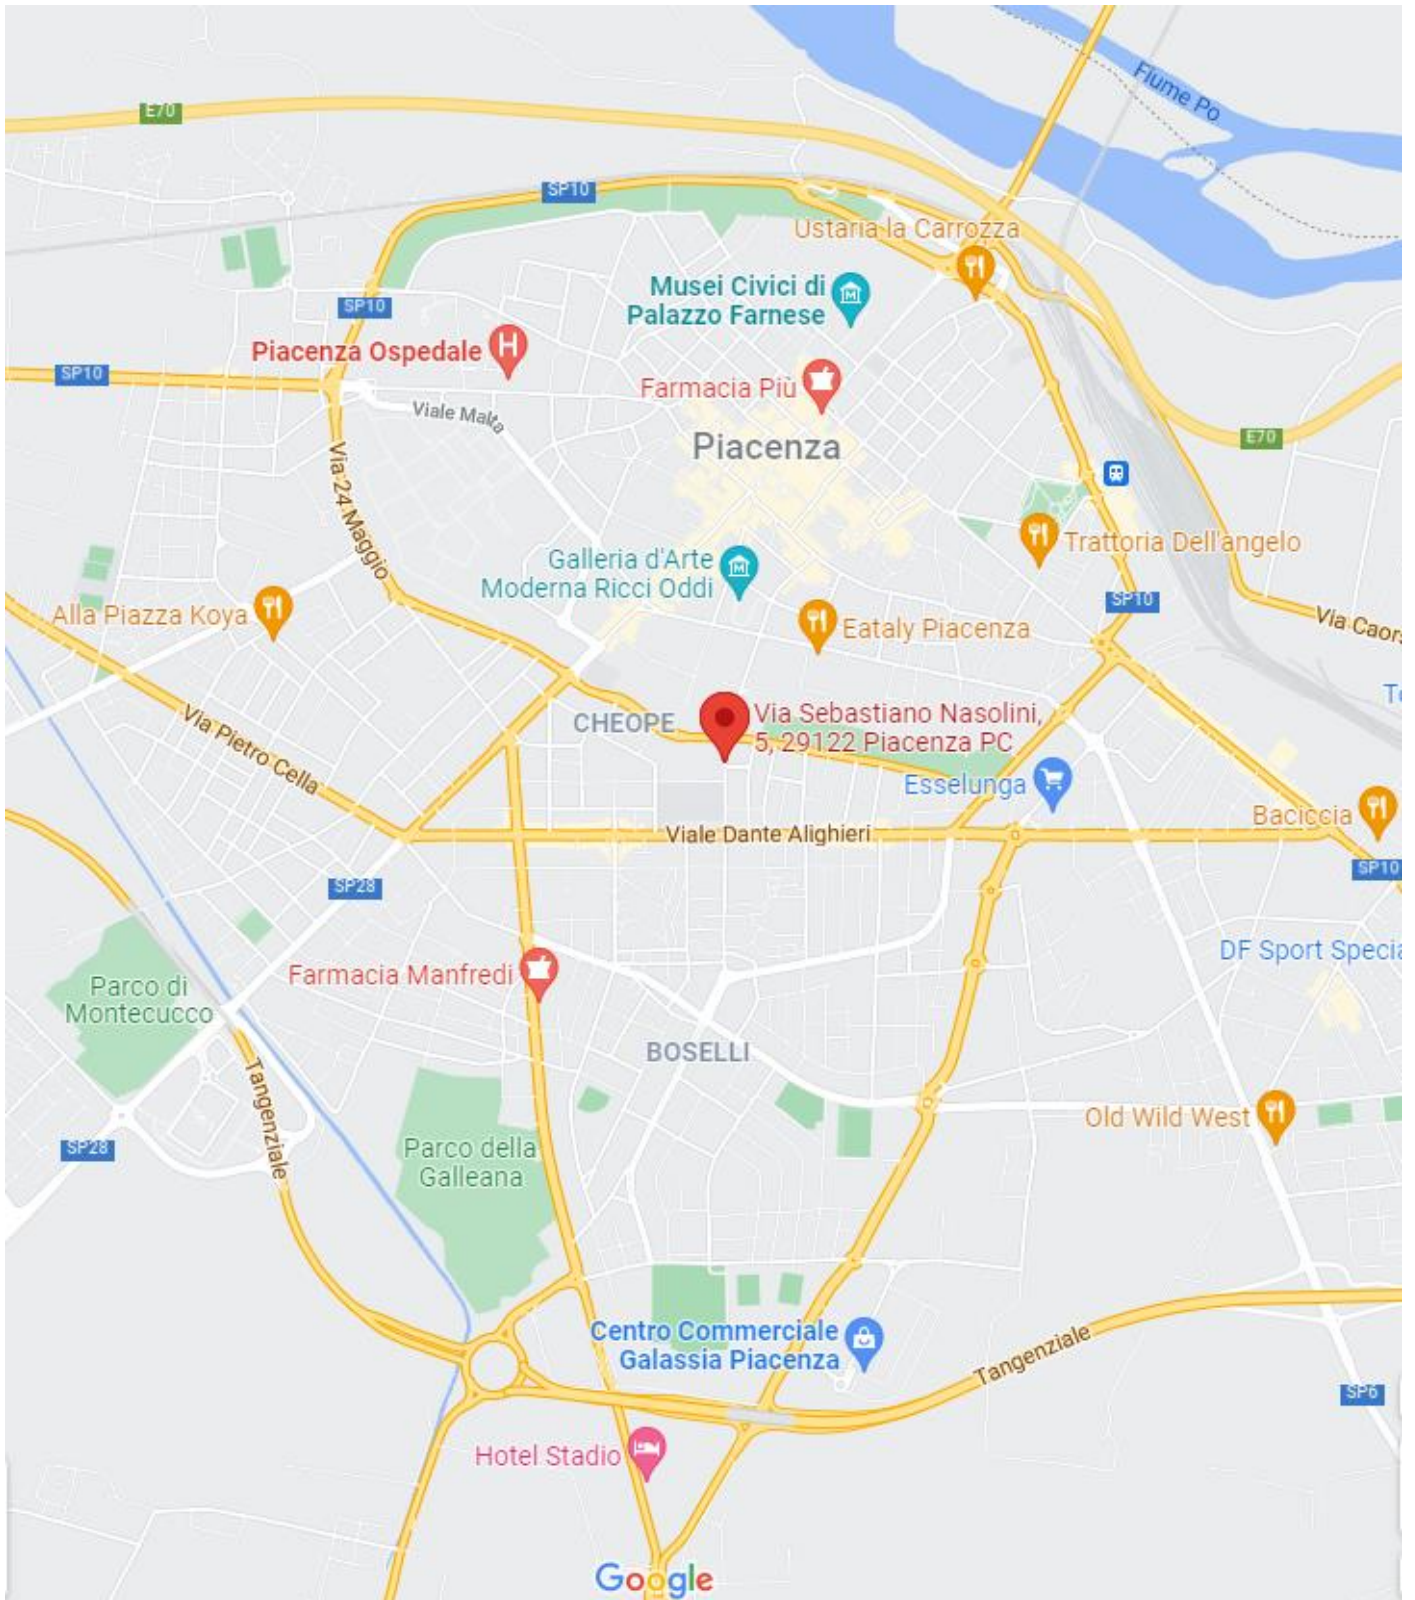 Fiume Po
E70
SP10
Ustaria la Carrozza
Musei Civici di
Palazzo Farnese
SP10
Piacenza Ospedale
SP10
Farmacia Più
Viale Malta
Piacenza
E70
Via 24 Maggio
Trattoria Dell'angelo
Galleria d'Arte
Moderna Ricci Oddi
SP10
Alla Piazza Koya
Eataly Piacenza
Via Caors
To
CHEOPE
Via Sebastiano Nasolini,
5, 29122 Piacenza PC
Via Pietro Cella
Esselunga
Baciccia
Viale Dante Alighieri
SP10
SP28
DF Sport Specia
Farmacia Manfredi
Parco di
Montecucco
BOSELLI
Tangenziale
Old Wild West
SP28
Parco della
Galleana
Centro Commerciale
Galassia Piacenza
Tangenziale
SP6
Hotel Stadio
Google